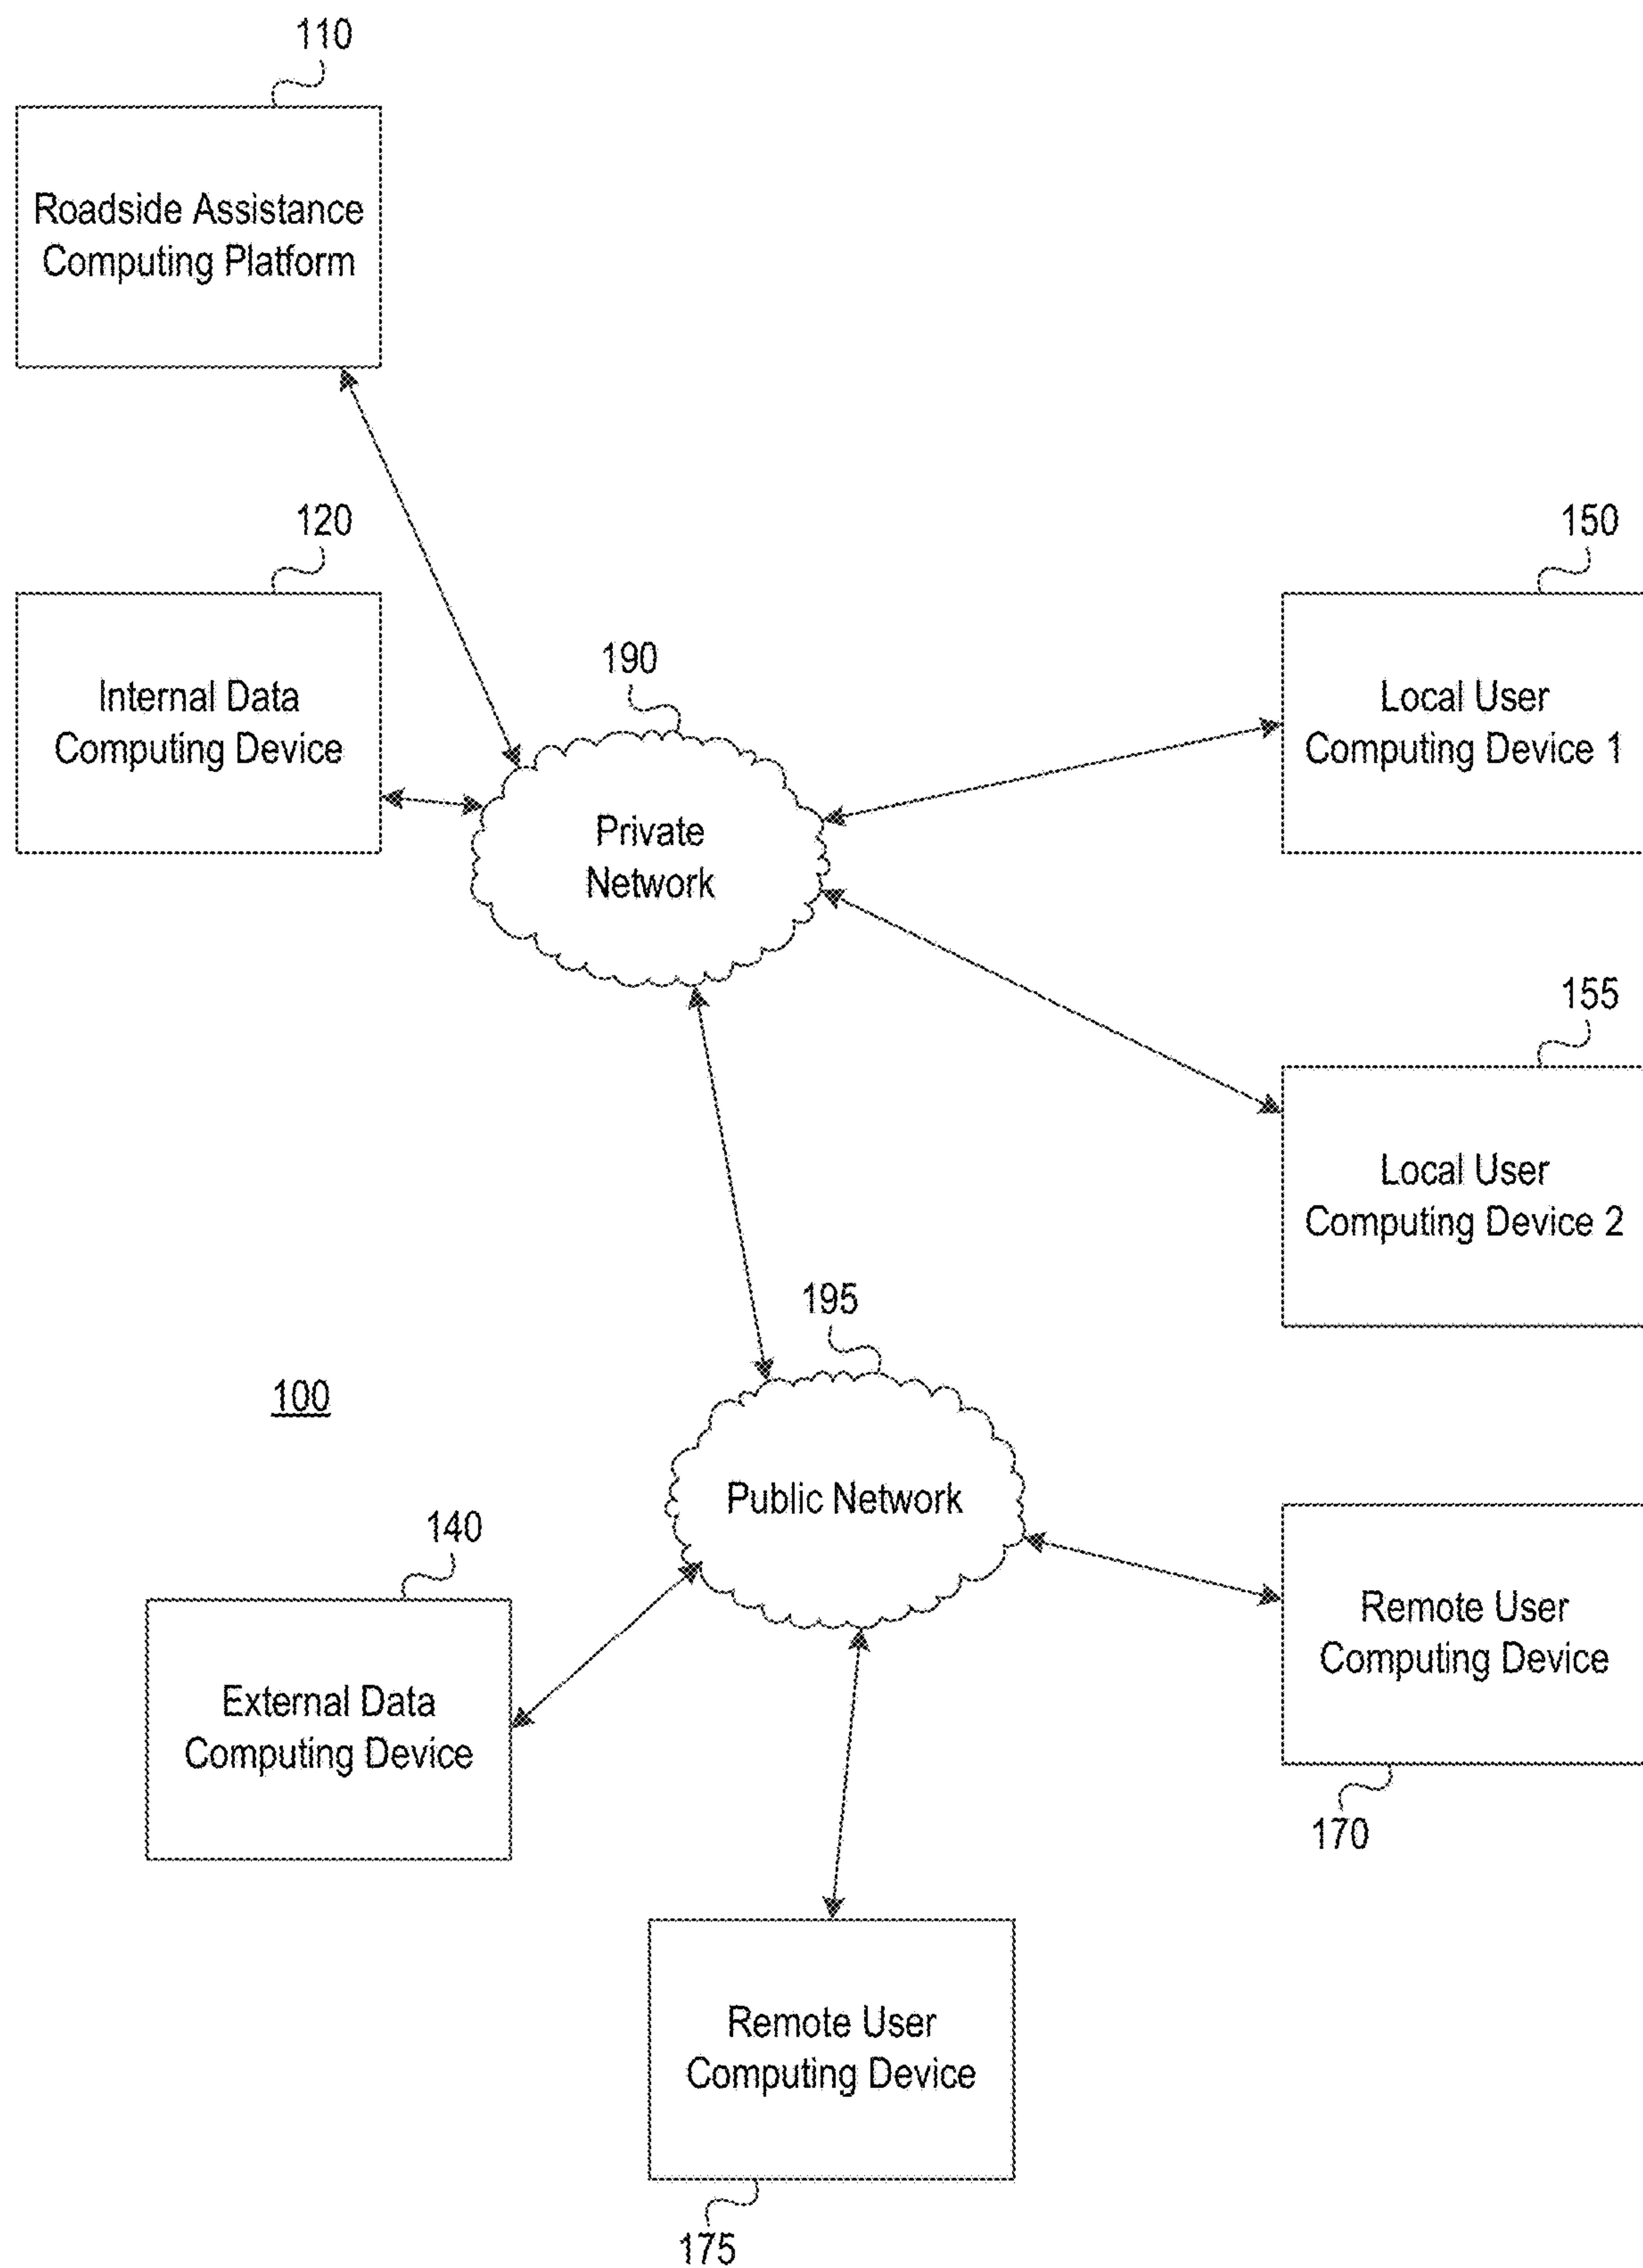 110
Roadside Assistance
Computing Platform
120
Internal Data
Computing Device
190
Private
Network
150
Local User
Computing Device 1
155
Local User
Computing Device 2
195
Public Network
100
140
External Data
Computing Device
Remote User
Computing Device
170
Remote User
Computing Device
175